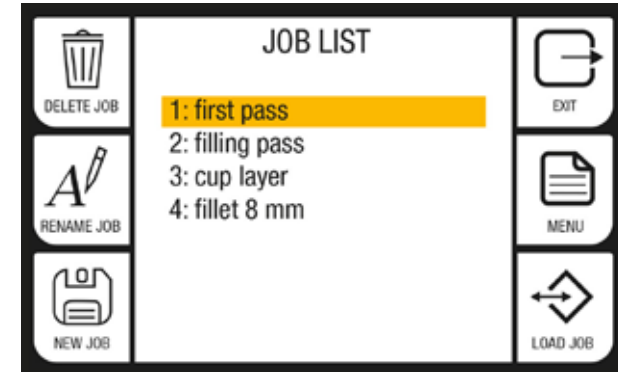 JOB LIST
DELETE JOB
EXIT
1: first pass
2: filling pass
3: cup layer
4: fillet 8 mm
A
RENAME JOB
MENU
NEW JOB
LOAD JOB